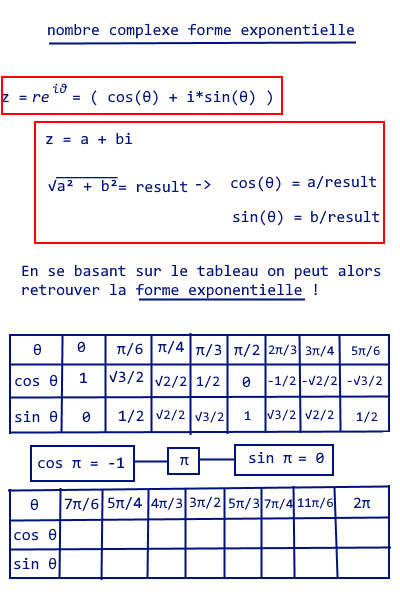 nombre complexe forme exponentielle
z = re^iθ = ( cos(θ) + i*sin(θ) )
z = a + bi
√a² + b² = result -> cos(θ) = a/result
sin(θ) = b/result
En se basant sur le tableau on peut alors
retrouver la forme exponentielle !
θ 0 π/6 π/4 π/3 π/2 2π/3 3π/4 5π/6
cos θ 1 √3/2 √2/2 1/2 0 -1/2 -√2/2 -√3/2
sin θ 0 1/2 √2/2 √3/2 1 √3/2 √2/2 1/2
cos π = -1 π sin π = 0
θ 7π/6 5π/4 4π/3 3π/2 5π/3 7π/4 11π/6 2π
cos θ
sin θ